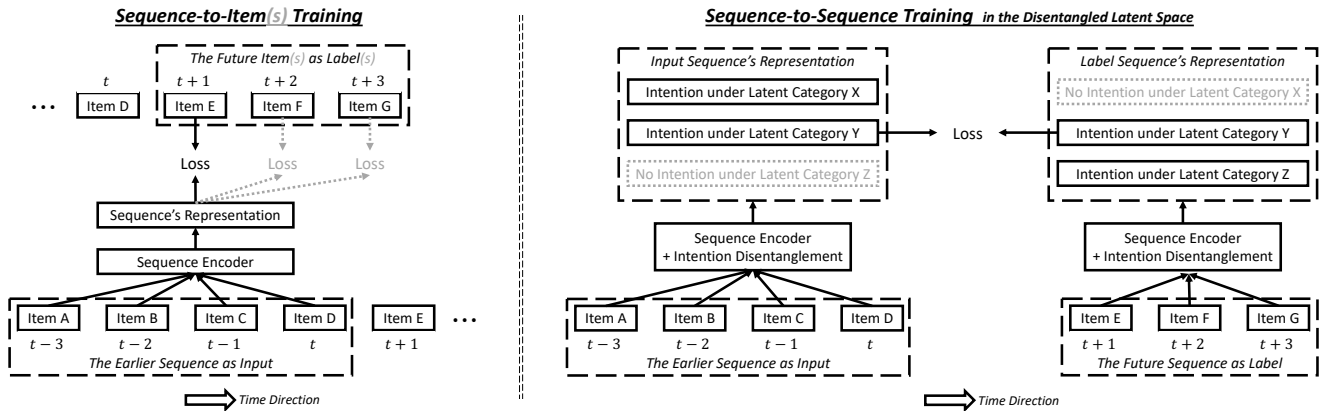 Sequence-to-Item(s) Training
The Future Item(s) as Label(s)
t t + 1 t + 2 t + 3
... Item D Item E Item F Item G
Loss Loss Loss
Sequence's Representation
Sequence Encoder
Item A Item B Item C Item D Item E ...
t − 3 t − 2 t − 1 t t + 1
The Earlier Sequence as Input
Time Direction
Sequence-to-Sequence Training in the Disentangled Latent Space
Input Sequence's Representation
Intention under Latent Category X
Intention under Latent Category Y
No Intention under Latent Category Z
Loss
Label Sequence's Representation
No Intention under Latent Category X
Intention under Latent Category Y
Intention under Latent Category Z
Sequence Encoder
+ Intention Disentanglement
Sequence Encoder
+ Intention Disentanglement
Item A Item B Item C Item D
t − 3 t − 2 t − 1 t
The Earlier Sequence as Input
Item E Item F Item G
t + 1 t + 2 t + 3
The Future Sequence as Label
Time Direction